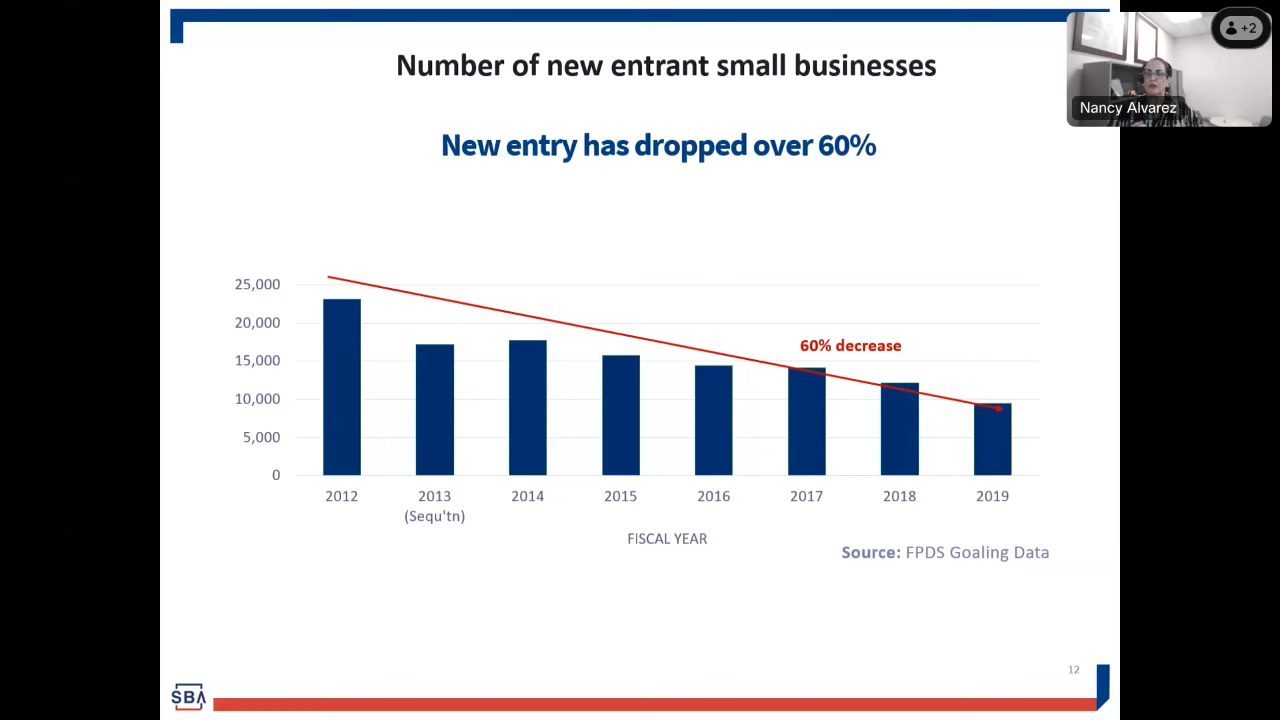 Number of new entrant small businesses
+2
Nancy Alvarez
New entry has dropped over 60%
25,000
20,000
15,000
10,000
5,000
0
60% decrease
2012 2013 2014 2015 2016 2017 2018 2019
(Sequ'tn)
FISCAL YEAR
Source: FPDS Goaling Data
12
SBA